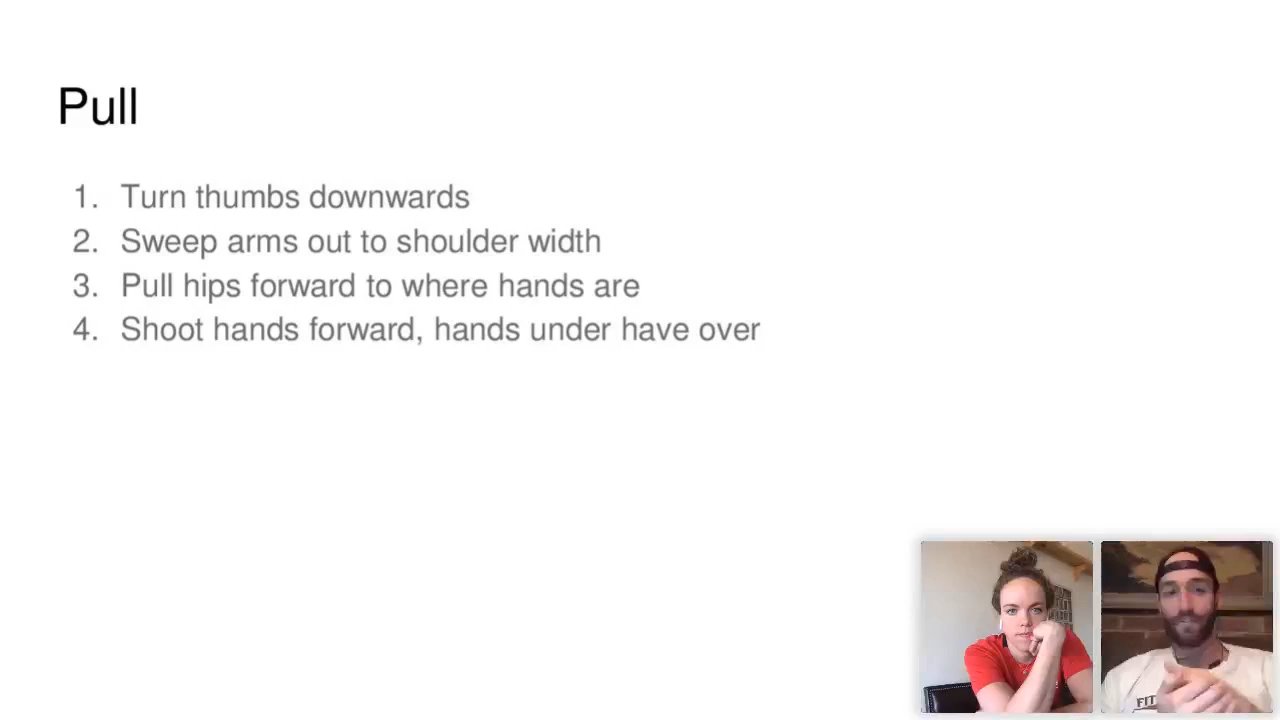 Pull
1. Turn thumbs downwards
2. Sweep arms out to shoulder width
3. Pull hips forward to where hands are
4. Shoot hands forward, hands under have over
FIT